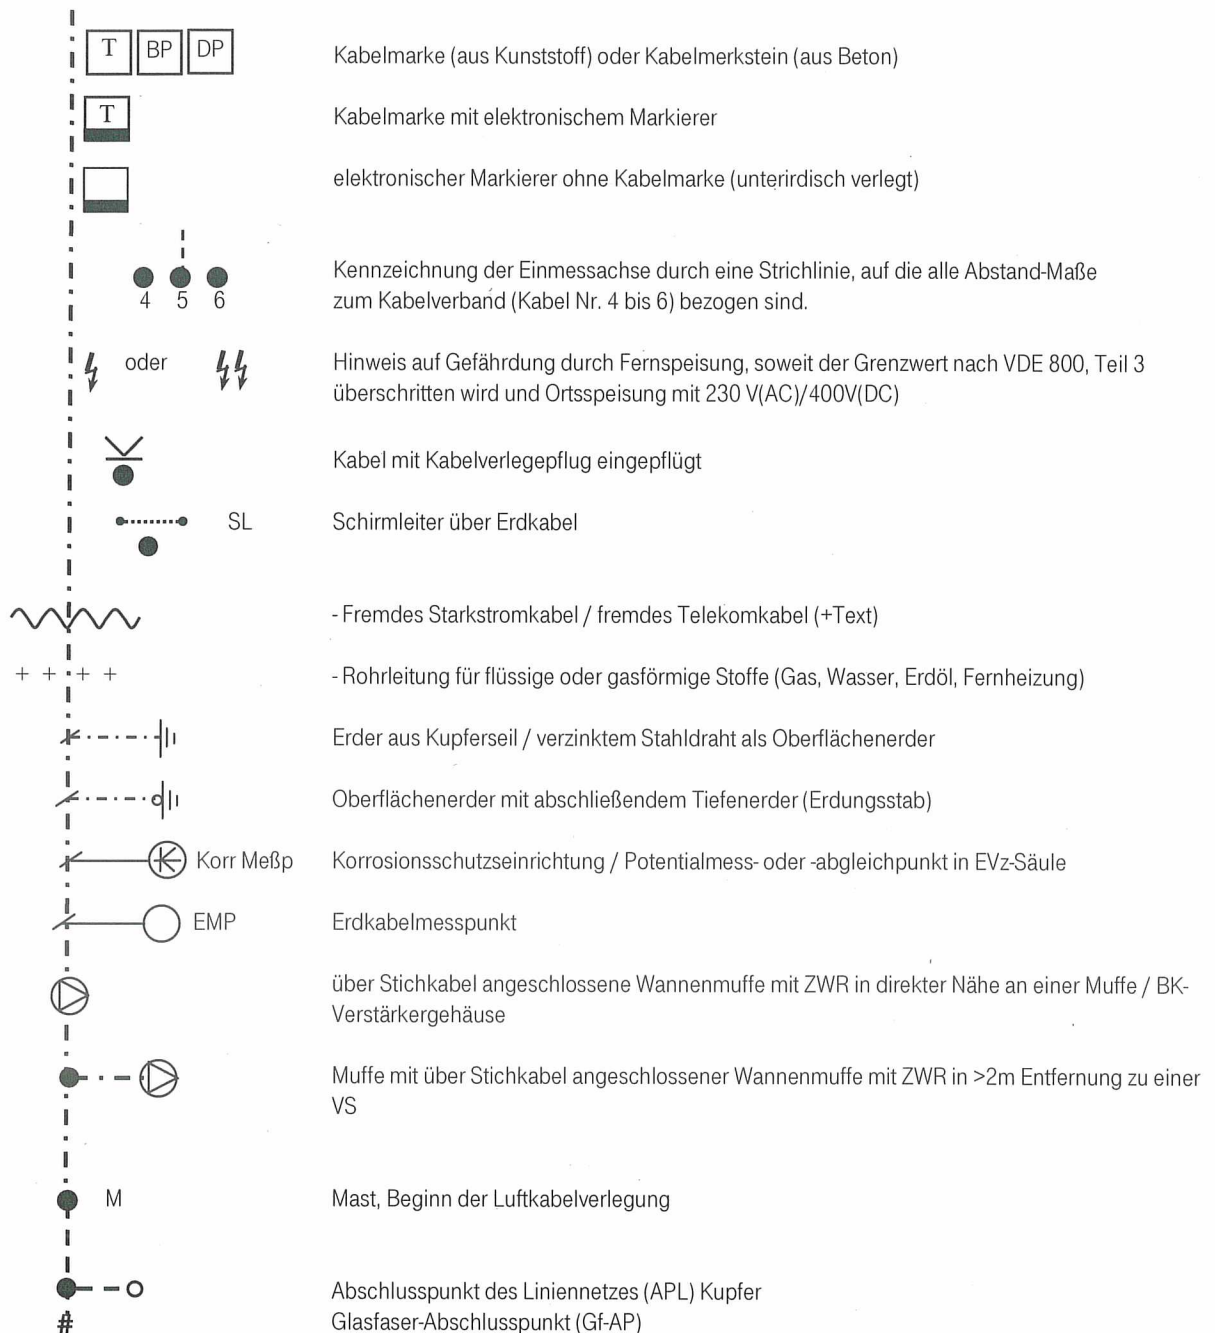 T BP DP Kabelmarke (aus Kunststoff) oder Kabelmerkstein (aus Beton)
T Kabelmarke mit elektronischem Markierer
elektronischer Markierer ohne Kabelmarke (unterirdisch verlegt)
Kennzeichnung der Einmessachse durch eine Strichlinie, auf die alle Abstand-Maße
4 5 6 zum Kabelverband (Kabel Nr. 4 bis 6) bezogen sind.
oder Hinweis auf Gefährdung durch Fernspeisung, soweit der Grenzwert nach VDE 800, Teil 3
überschritten wird und Ortsspeisung mit 230 V(AC)/400V(DC)
Kabel mit Kabelverlegepflug eingepflügt
SL Schirmleiter über Erdkabel
- Fremdes Starkstromkabel / fremdes Telekomkabel (+Text)
+ + + + - Rohrleitung für flüssige oder gasförmige Stoffe (Gas, Wasser, Erdöl, Fernheizung)
Erder aus Kupferseil / verzinktem Stahldraht als Oberflächenerder
Oberflächenerder mit abschließendem Tiefenerder (Erdungsstab)
Korr Meßp Korrosionsschutzeinrichtung / Potentialmess- oder -abgleichpunkt in EVz-Säule
EMP Erdkabelmesspunkt
über Stichkabel angeschlossene Wannenmuffe mit ZWR in direkter Nähe an einer Muffe / BK-
Verstärkergehäuse
Muffe mit über Stichkabel angeschlossener Wannenmuffe mit ZWR in >2m Entfernung zu einer
VS
M Mast, Beginn der Luftkabelverlegung
Abschlusspunkt des Liniennetzes (APL) Kupfer
# Glasfaser-Abschlusspunkt (Gf-AP)